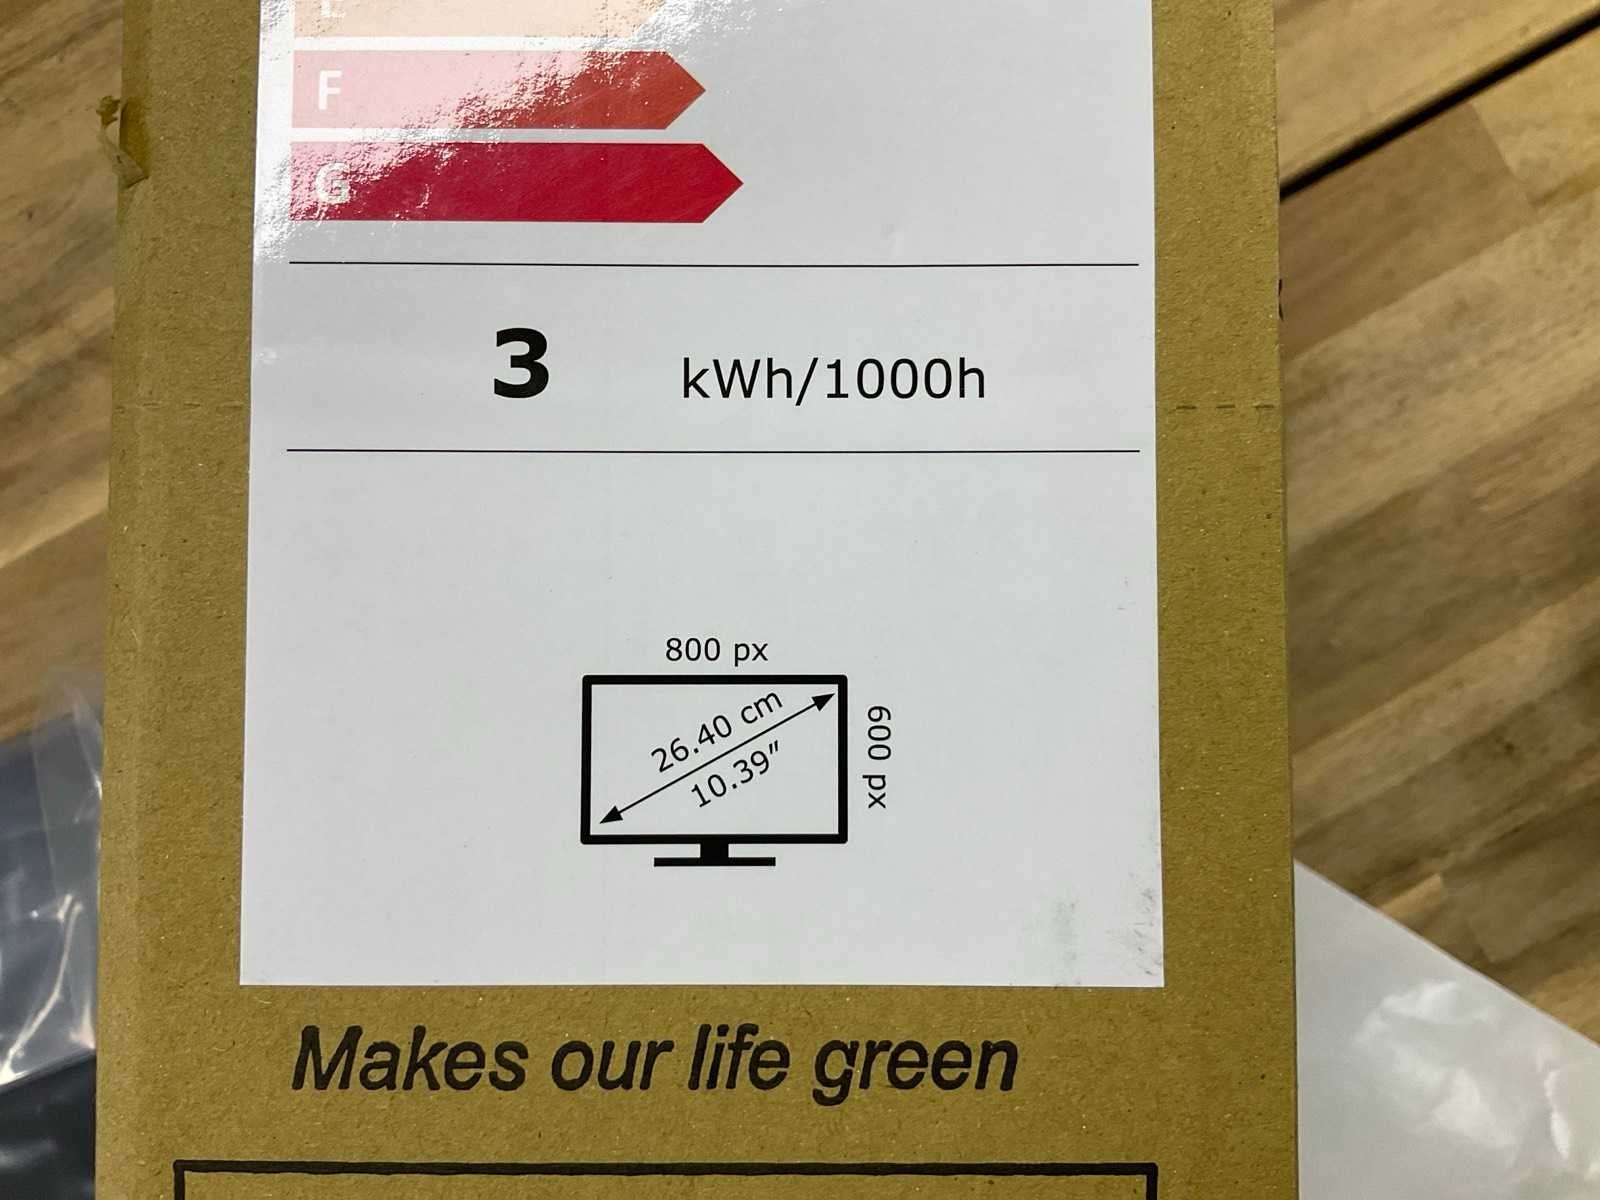 F
G
3 kWh/1000h
800 px
26.40 cm
10.39"
600 px
Makes our life green